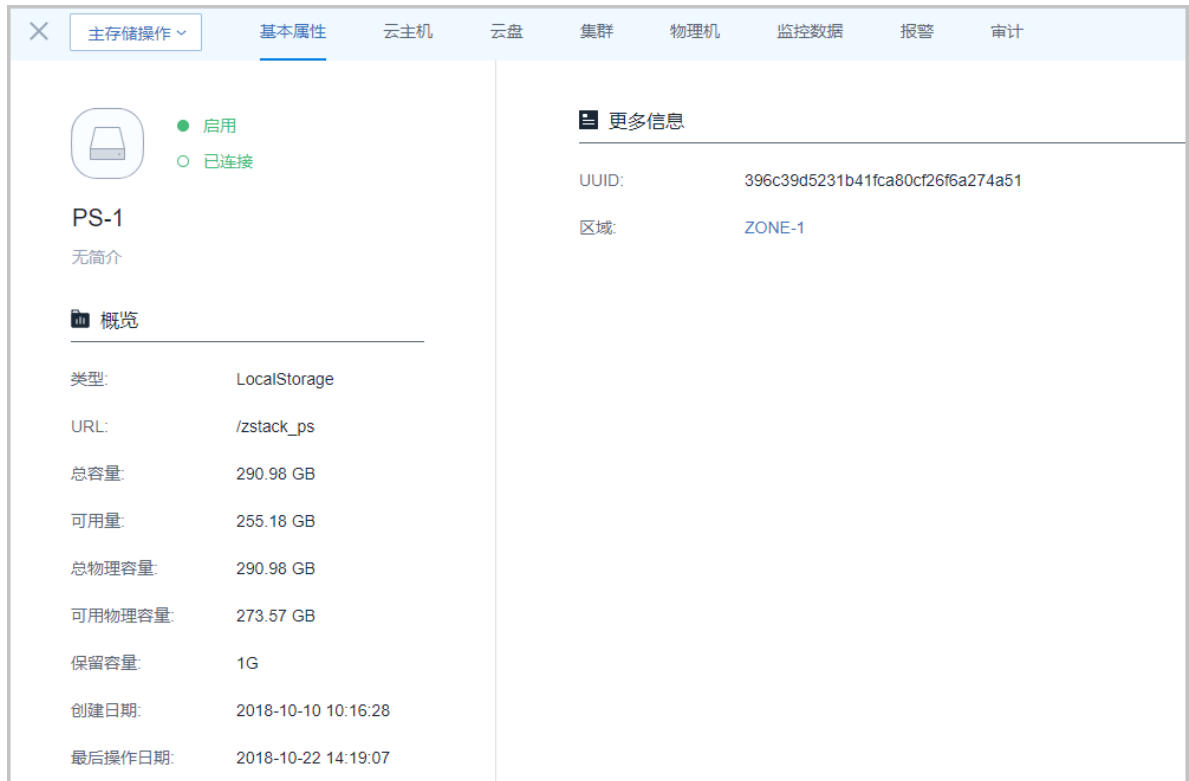 主存储操作 基本属性 云主机 云盘 集群 物理机 监控数据 报警 审计
启用
已连接
PS-1
无简介
概览
类型: LocalStorage
URL: /zstack_ps
总容量: 290.98 GB
可用量: 255.18 GB
总物理容量: 290.98 GB
可用物理容量: 273.57 GB
保留容量: 1G
创建日期: 2018-10-10 10:16:28
最后操作日期: 2018-10-22 14:19:07
更多信息
UUID: 396c39d5231b41fca80cf26f6a274a51
区域: ZONE-1